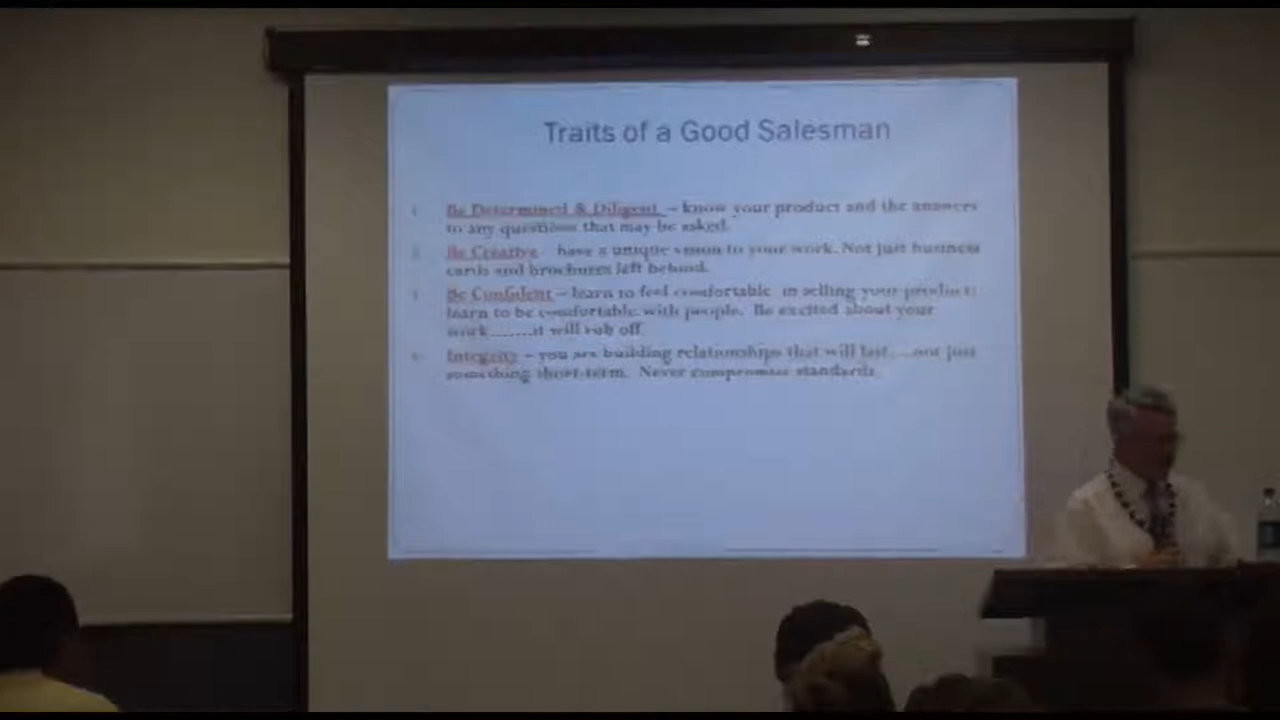 Traits of a Good Salesman
1. Be Determined & Diligent – know your product and the answers
to any questions that may be asked.
2. Be Creative – have a unique vision to your work. Not just business
cards and brochures left behind.
3. Be Confident – learn to feel comfortable in selling your product;
learn to be comfortable with people. Be excited about your
work........it will rub off
4. Integrity – you are building relationships that will last.....not just
something short-term. Never compromise standards.